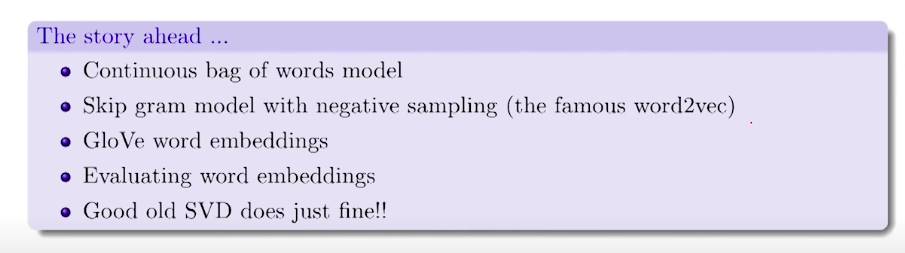 The story ahead ...
Continuous bag of words model
Skip gram model with negative sampling (the famous word2vec)
GloVe word embeddings
Evaluating word embeddings
Good old SVD does just fine!!